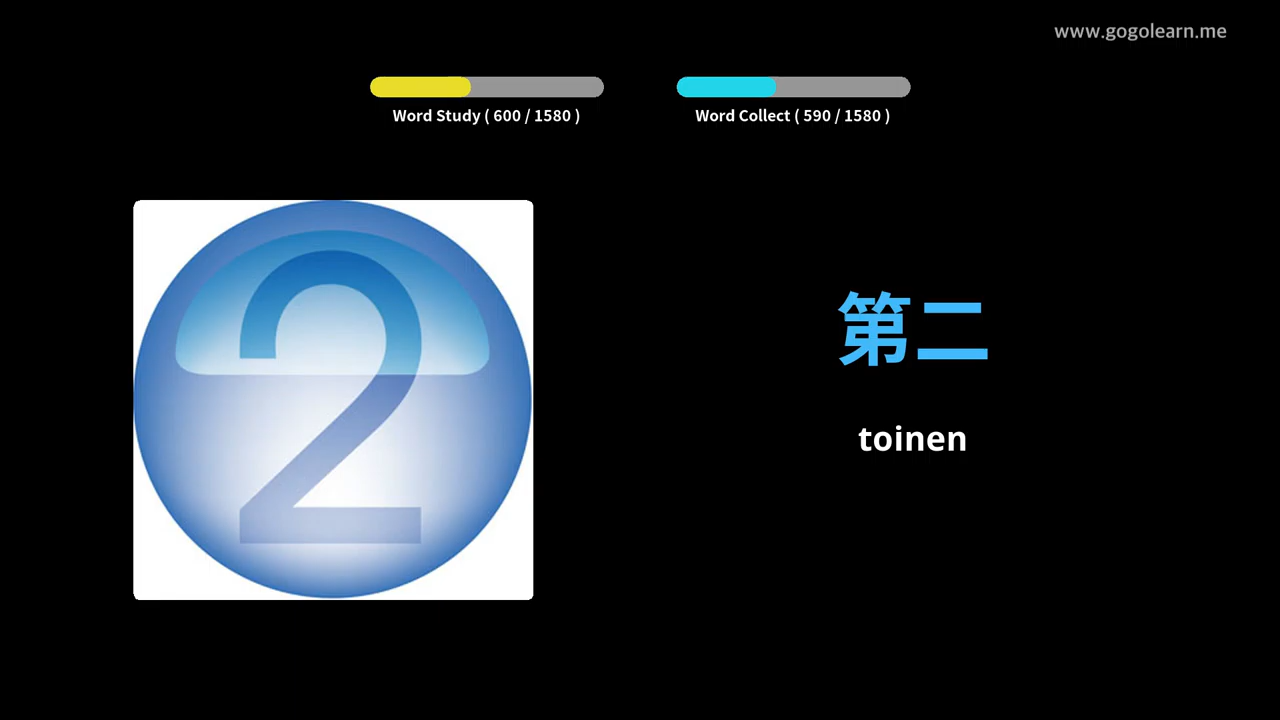 www.gogolearn.me
Word Study ( 600 / 1580 )
Word Collect ( 590 / 1580 )
2
第二
toinen